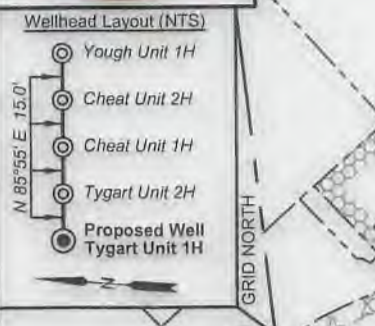 Wellhead Layout (NTS)
Yough Unit 1H
Cheat Unit 2H
Cheat Unit 1H
Tygart Unit 2H
Proposed Well
Tygart Unit 1H
N 85°55' E 15.0'
N
GRID NORTH